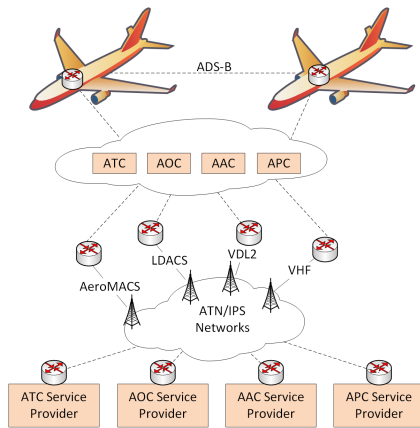 ADS-B
ATC
AOC
AAC
APC
LDACS
VDL2
VHF
AeroMACS
ATN/IPS
Networks
ATC Service
Provider
AOC Service
Provider
AAC Service
Provider
APC Service
Provider